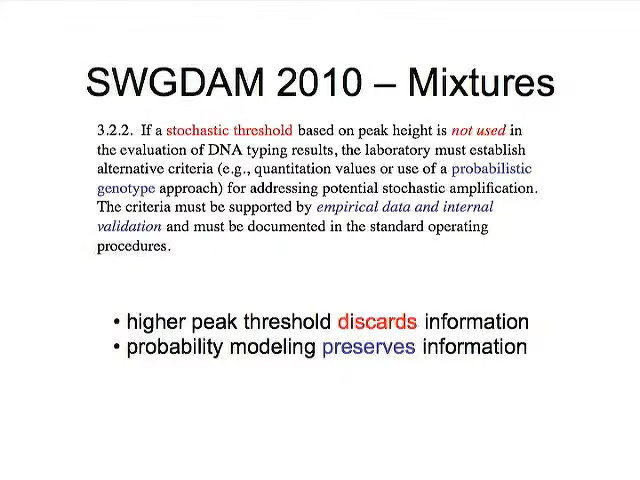 SWGDAM 2010 – Mixtures
3.2.2. If a stochastic threshold based on peak height is not used in
the evaluation of DNA typing results, the laboratory must establish
alternative criteria (e.g., quantitation values or use of a probabilistic
genotype approach) for addressing potential stochastic amplification.
The criteria must be supported by empirical data and internal
validation and must be documented in the standard operating
procedures.
• higher peak threshold discards information
• probability modeling preserves information